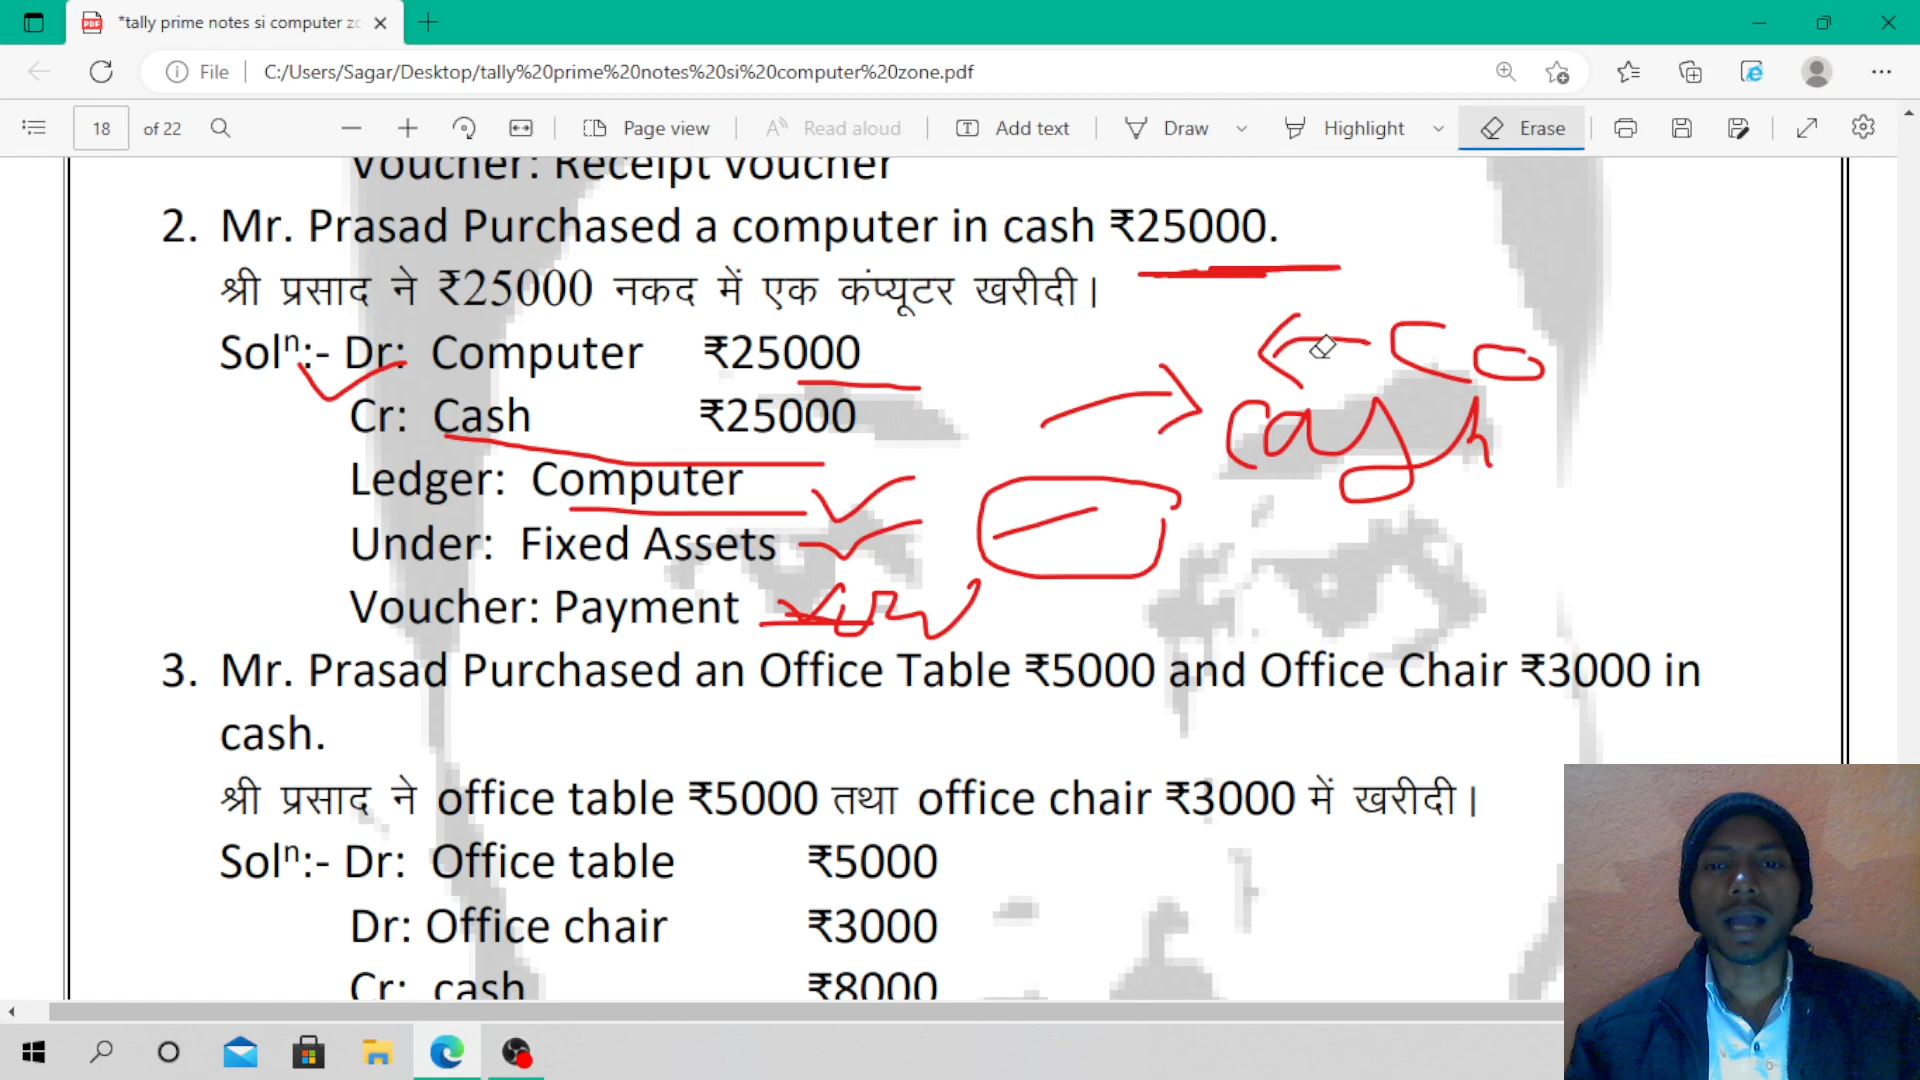 *tally prime notes si computer zo
File
C:/Users/Sagar/Desktop/tally%20prime%20notes%20si%20computer%20zone.pdf
18 of 22
Page view
Read aloud
Add text
Draw
Highlight
Erase
Voucher: Receipt Voucher
2. Mr. Prasad Purchased a computer in cash ₹25000.
श्री प्रसाद ने ₹25000 नकद में एक कंप्यूटर खरीदी।
Solⁿ:- Dr: Computer ₹25000
Co
Cr: Cash ₹25000
cash
Ledger: Computer
Under: Fixed Assets
Voucher: Payment
3. Mr. Prasad Purchased an Office Table ₹5000 and Office Chair ₹3000 in
cash.
श्री प्रसाद ने office table ₹5000 तथा office chair ₹3000 में खरीदी।
Solⁿ:- Dr: Office table ₹5000
Dr: Office chair ₹3000
Cr: cash ₹8000